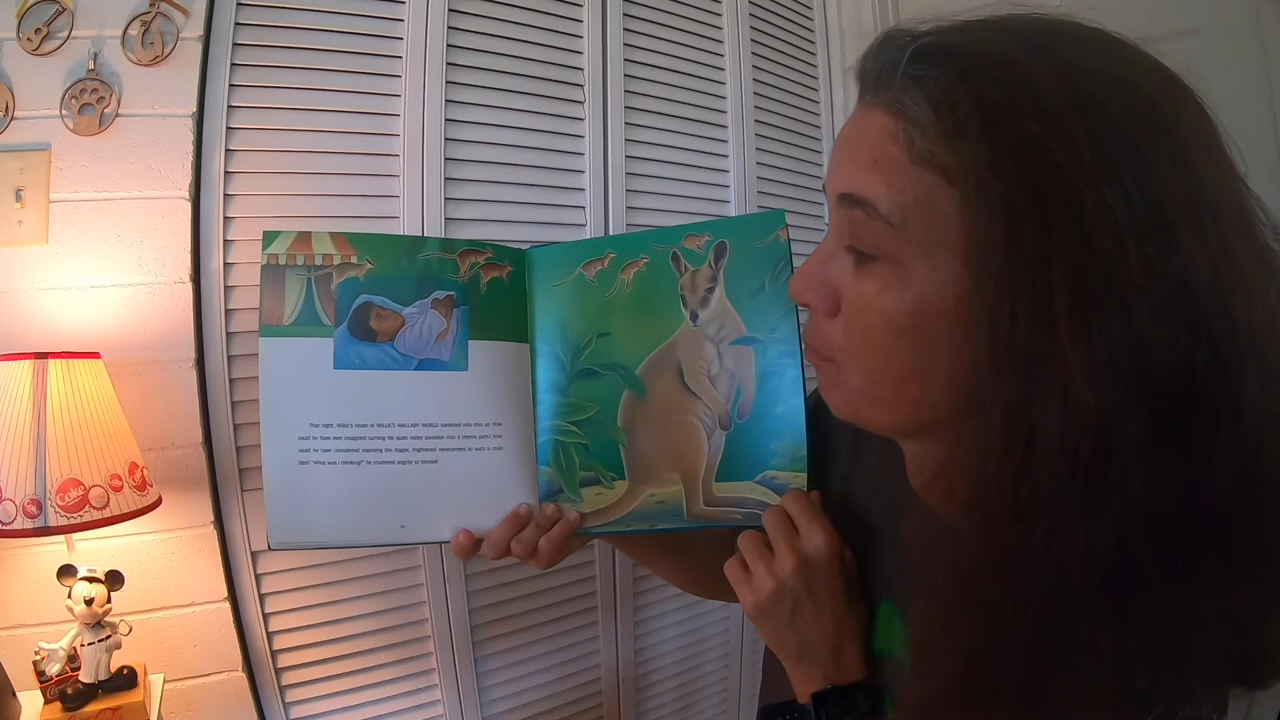 That night, Willie's vision of WILLIE'S WALLABY WORLD vanished into thin air. How
could he have ever imagined turning his quiet valley paradise into a theme park? How
could he have considered exposing the fragile, frightened newcomers to such a cruel
fate? "What was I thinking?" he muttered angrily to himself.
Coke